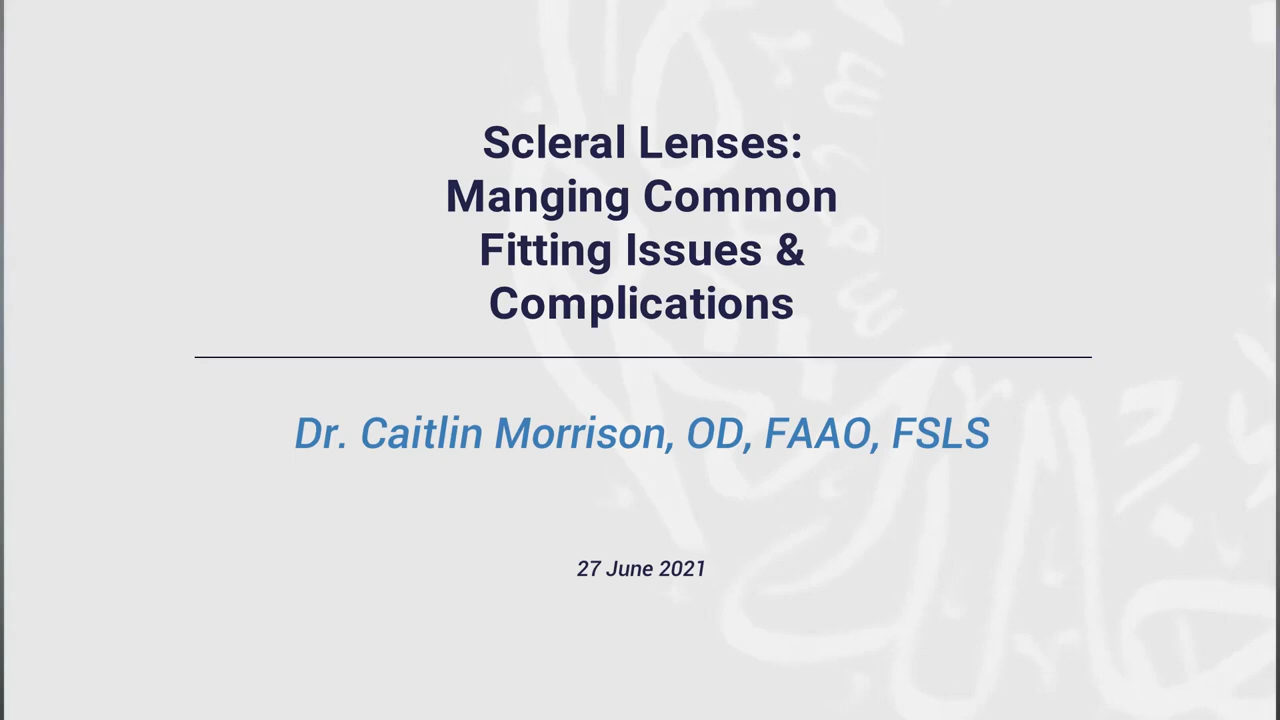 Scleral Lenses:
Manging Common
Fitting Issues &
Complications
Dr. Caitlin Morrison, OD, FAAO, FSLS
27 June 2021